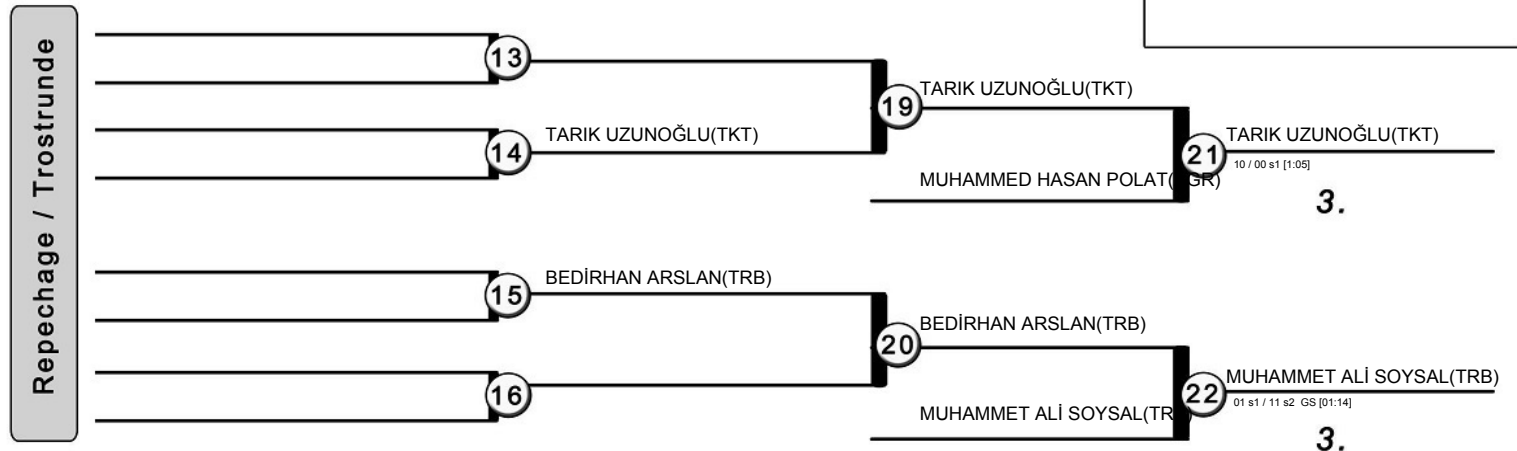 Repechage / Trostrunde
13
TARIK UZUNOĞLU(TKT)
14
19
TARIK UZUNOĞLU(TKT)
MUHAMMED HASAN POLAT(
GR)
21
TARIK UZUNOĞLU(TKT)
10 / 00 s1 [1:05]
3.
BEDİRHAN ARSLAN(TRB)
15
16
20
BEDİRHAN ARSLAN(TRB)
MUHAMMET ALİ SOYSAL(TR
22
MUHAMMET ALİ SOYSAL(TRB)
01 s1 / 11 s2 GS [01:14]
3.